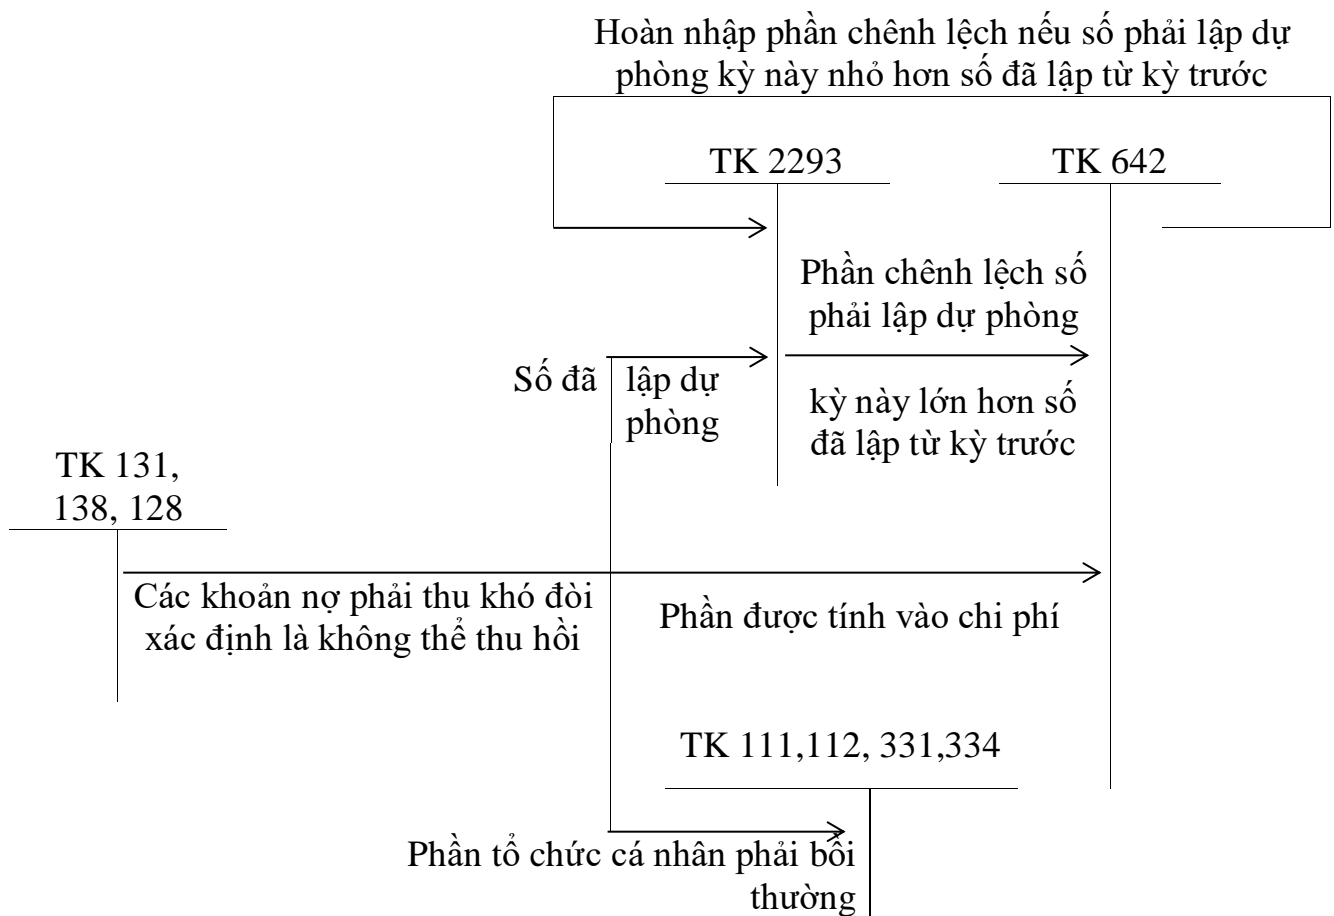 Hoàn nhập phần chênh lệch nếu số phải lập dự
phòng kỳ này nhỏ hơn số đã lập từ kỳ trước
TK 2293
TK 642
Phần chênh lệch số
phải lập dự phòng
Số đã
lập dự
phòng
kỳ này lớn hơn số
đã lập từ kỳ trước
TK 131,
138, 128
Các khoản nợ phải thu khó đòi
xác định là không thể thu hồi
Phần được tính vào chi phí
TK 111,112, 331,334
Phần tổ chức cá nhân phải bồi
thường